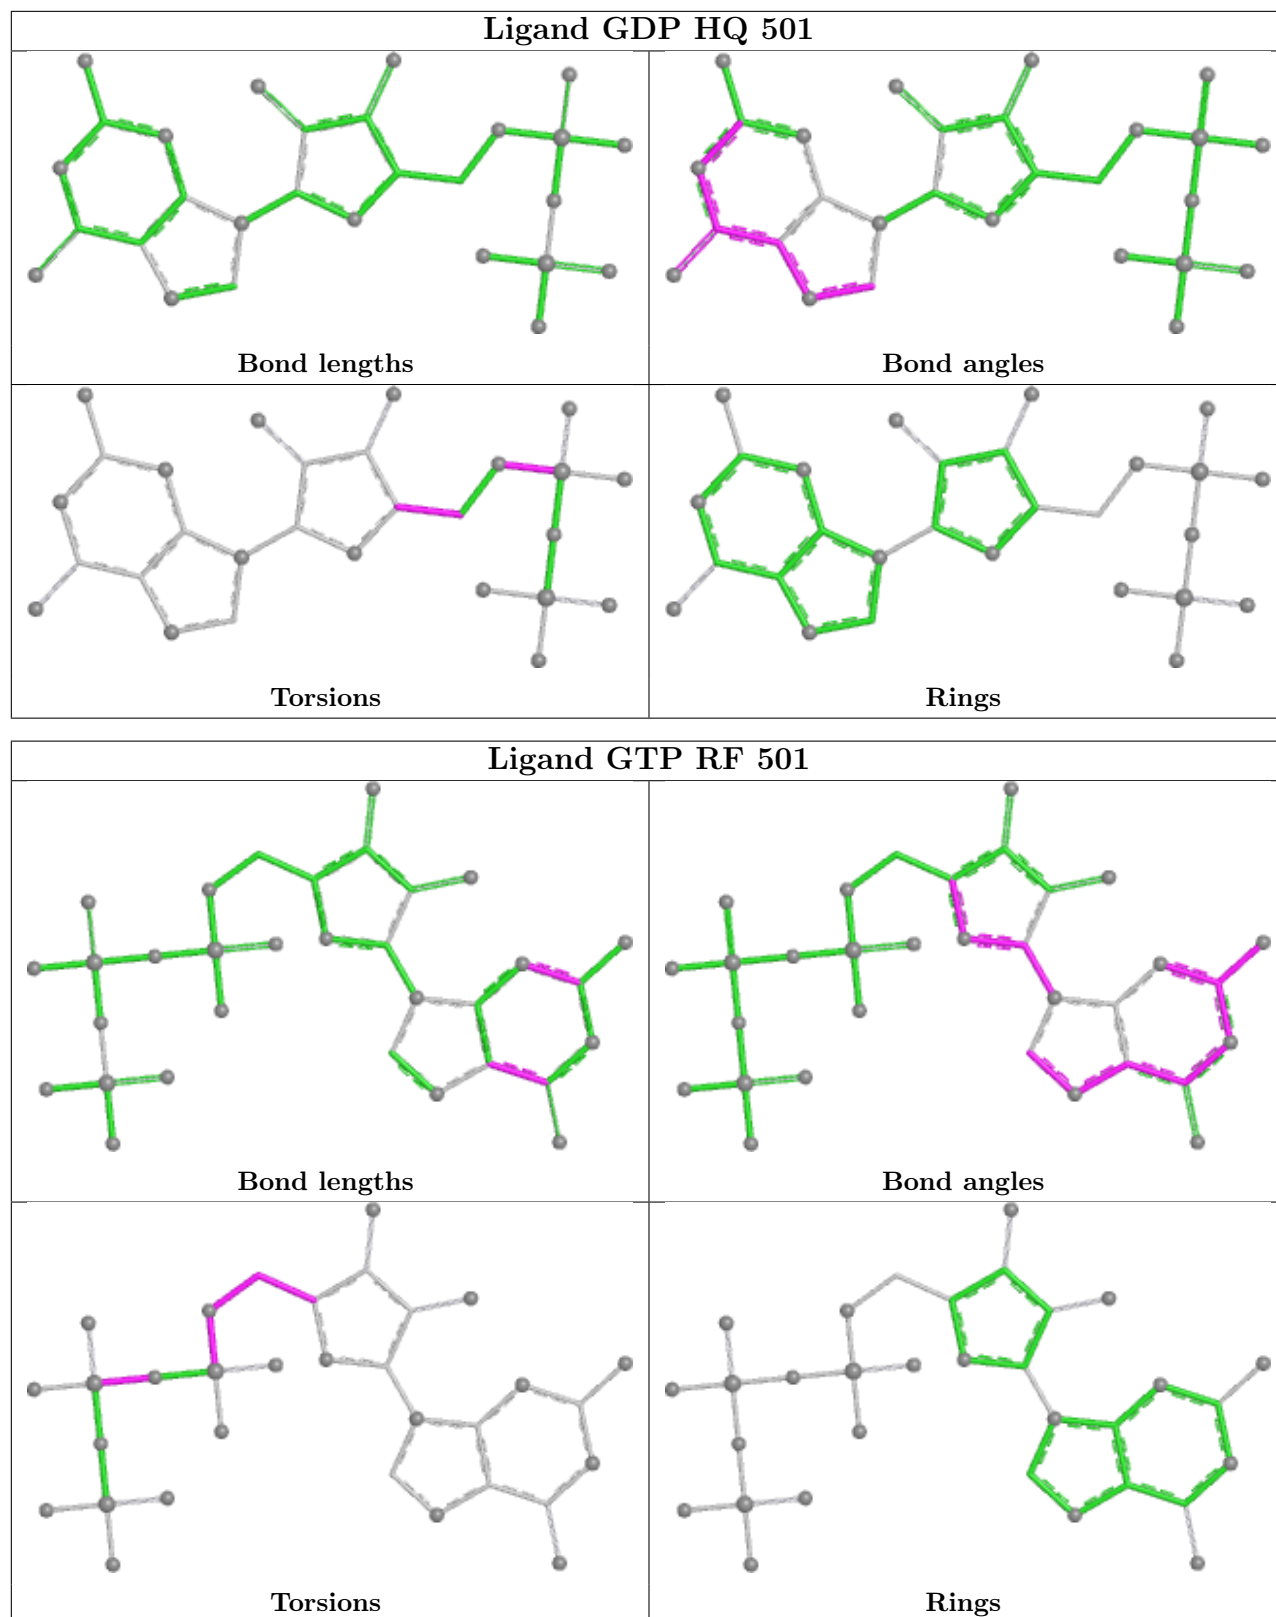 Ligand GDP HQ 501
Bond lengths
Bond angles
Torsions
Rings
Ligand GTP RF 501
Bond lengths
Bond angles
Torsions
Rings